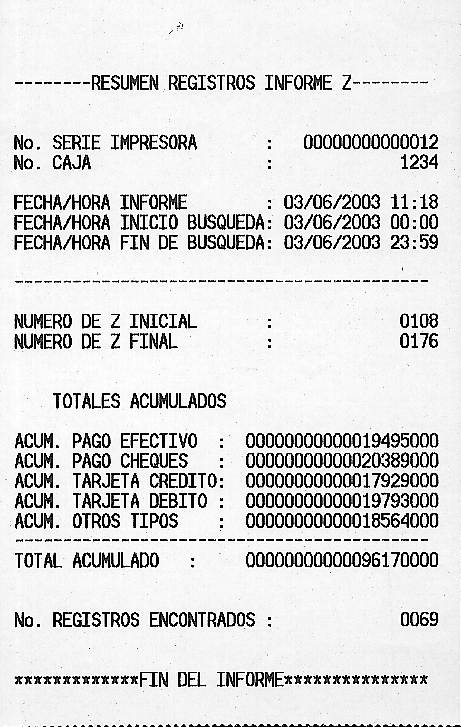 --------RESUMEN REGISTROS INFORME Z--------
No. SERIE IMPRESORA : 00000000000012
No. CAJA : 1234
FECHA/HORA INFORME : 03/06/2003 11:18
FECHA/HORA INICIO BUSQUEDA: 03/06/2003 00:00
FECHA/HORA FIN DE BUSQUEDA: 03/06/2003 23:59
-------------------------------------------
NUMERO DE Z INICIAL : 0108
NUMERO DE Z FINAL : 0176
TOTALES ACUMULADOS
ACUM. PAGO EFECTIVO : 00000000000019495000
ACUM. PAGO CHEQUES : 00000000000020389000
ACUM. TARJETA CREDITO: 00000000000017929000
ACUM. TARJETA DEBITO : 00000000000019793000
ACUM. OTROS TIPOS : 00000000000018564000
-------------------------------------------
TOTAL ACUMULADO : 00000000000096170000
No. REGISTROS ENCONTRADOS : 0069
*************FIN DEL INFORME***************